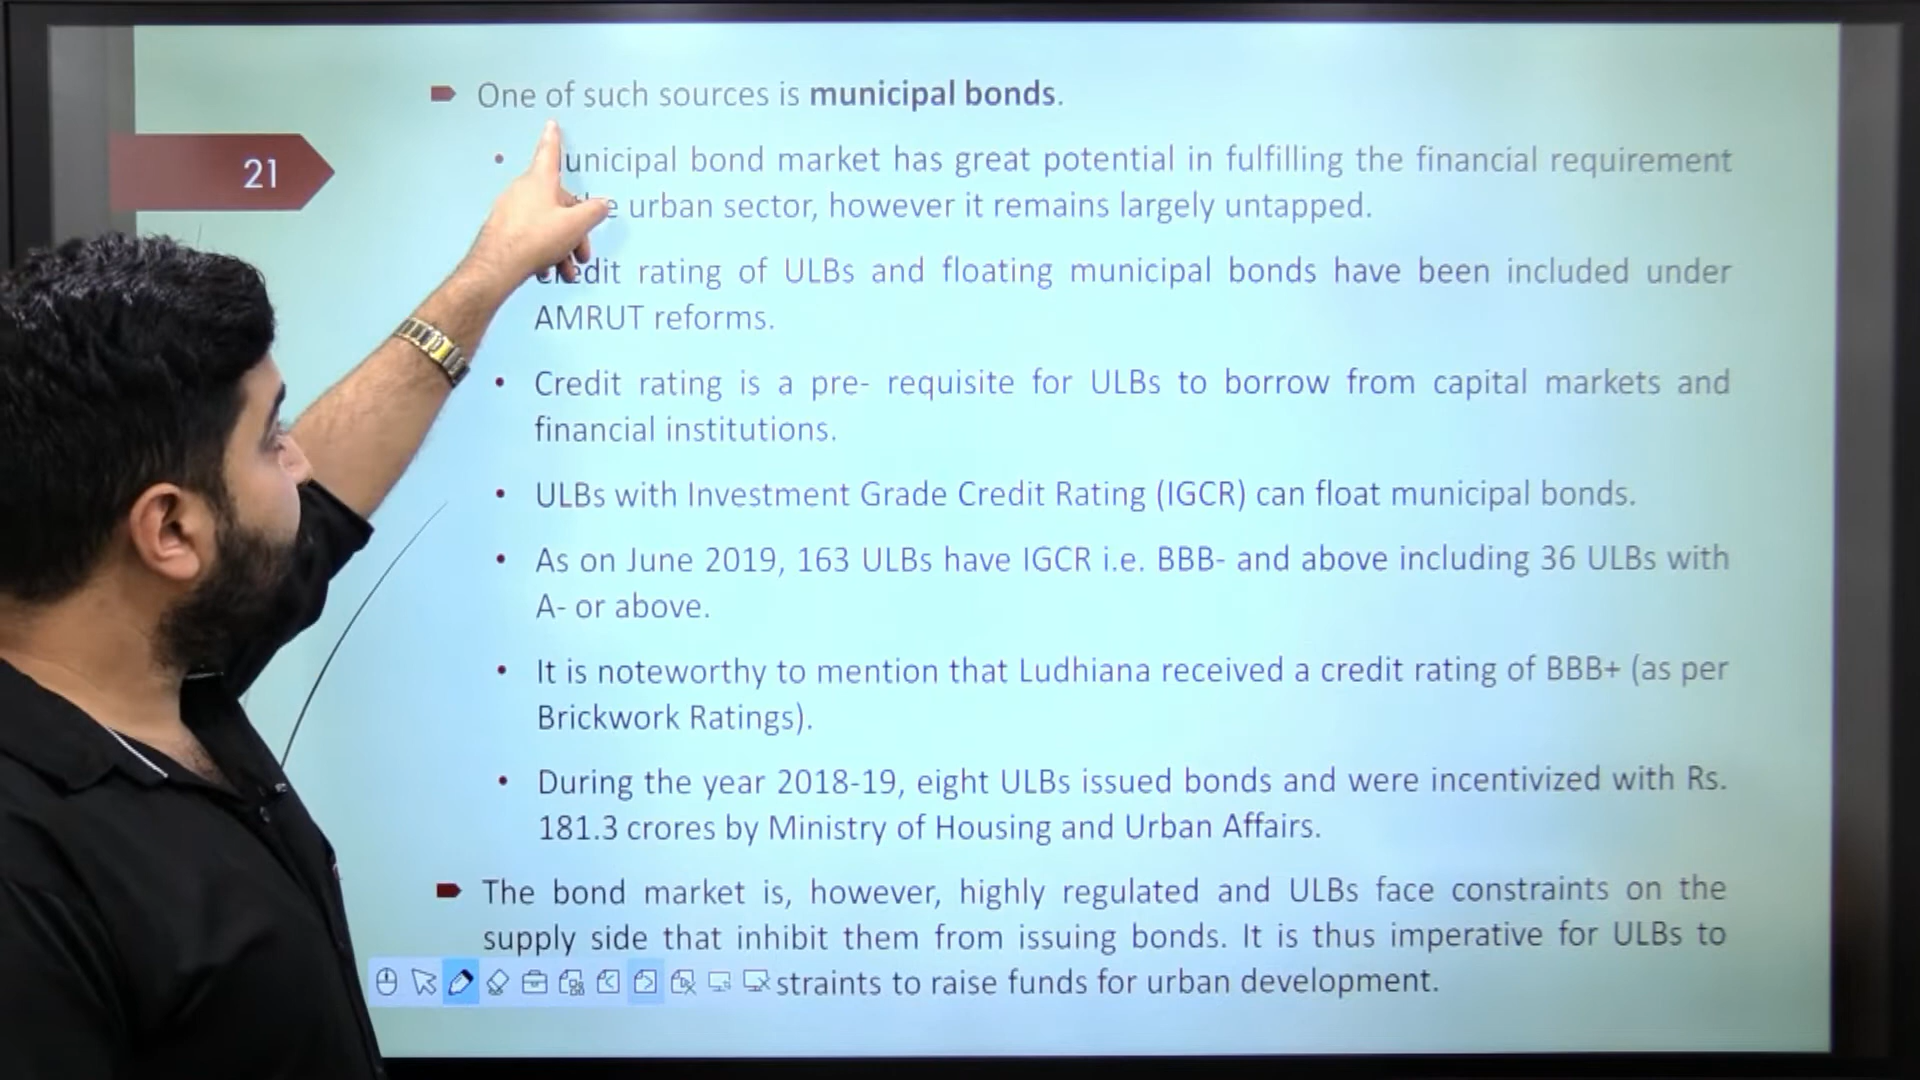 One of such sources is municipal bonds.
21
unicipal bond market has great potential in fulfilling the financial requirement
urban sector, however it remains largely untapped.
Credit rating of ULBs and floating municipal bonds have been included under
AMRUT reforms.
Credit rating is a pre- requisite for ULBs to borrow from capital markets and
financial institutions.
ULBs with Investment Grade Credit Rating (IGCR) can float municipal bonds.
As on June 2019, 163 ULBs have IGCR i.e. BBB- and above including 36 ULBs with
A- or above.
It is noteworthy to mention that Ludhiana received a credit rating of BBB+ (as per
Brickwork Ratings).
During the year 2018-19, eight ULBs issued bonds and were incentivized with Rs.
181.3 crores by Ministry of Housing and Urban Affairs.
The bond market is, however, highly regulated and ULBs face constraints on the
supply side that inhibit them from issuing bonds. It is thus imperative for ULBs to
straints to raise funds for urban development.